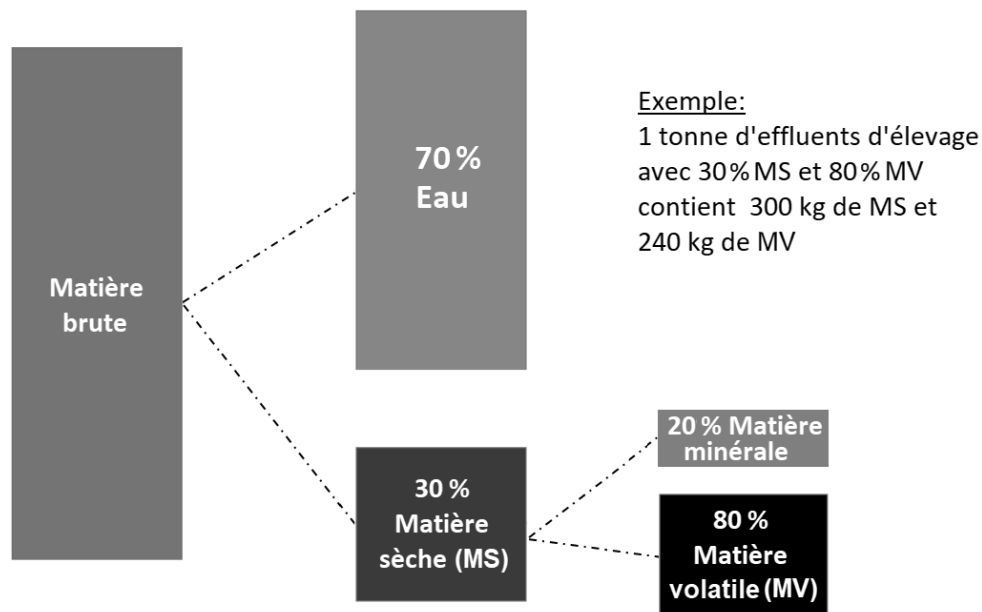 Matière
brute
70 %
Eau
Exemple:
1 tonne d'effluents d'élevage
avec 30% MS et 80% MV
contient 300 kg de MS et
240 kg de MV
30 %
Matière
sèche (MS)
20 % Matière
minérale
80 %
Matière
volatile (MV)